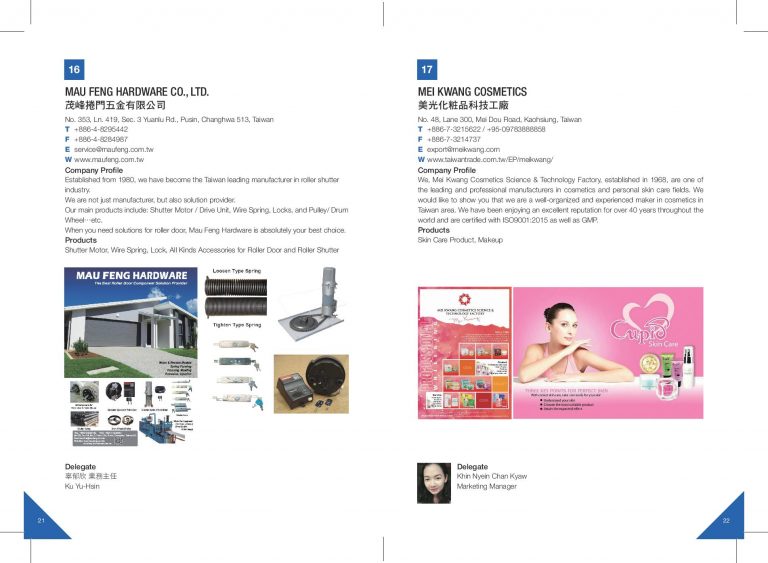 16
MAU FENG HARDWARE CO., LTD.
茂峰捲門五金有限公司
No. 353, Ln. 419, Sec. 3 Yuanlu Rd., Pusin, Changhwa 513, Taiwan
T +886-4-8295442
F +886-4-8284987
E service@maufeng.com.tw
W www.maufeng.com.tw
Company Profile
Established from 1980, we have become the Taiwan leading manufacturer in roller shutter
industry.
We are not just manufacturer, but also solution provider.
Our main products include: Shutter Motor / Drive Unit, Wire Spring, Locks, and Pulley/ Drum
Wheel…etc.
When you need solutions for roller door, Mau Feng Hardware is absolutely your best choice.
Products
Shutter Motor, Wire Spring, Lock, All Kinds Accessories for Roller Door and Roller Shutter
MAU FENG HARDWARE
The Best Roller Door Component Solution Provider
Loosen Type Spring
Tighten Type Spring
Delegate
辜郁欣 業務主任
Ku Yu-Hsin
21
17
MEI KWANG COSMETICS
美光化粧品科技工廠
No. 48, Lane 300, Mei Dou Road, Kaohsiung, Taiwan
T +886-7-3215622 / +95-09783888858
F +886-7-3214737
E export@meikwang.com
W www.taiwantrade.com.tw/EP/meikwang/
Company Profile
We, Mei Kwang Cosmetics Science & Technology Factory, established in 1968, are one of
the leading and professional manufacturers in cosmetics and personal skin care fields. We
would like to show you that we are a well-organized and experienced maker in cosmetics in
Taiwan area. We have been enjoying an excellent reputation for over 40 years throughout the
world and are certified with ISO9001:2015 as well as GMP.
Products
Skin Care Product, Makeup
MEI KWANG COSMETICS SCIENCE &
TECHNOLOGY FACTORY
Cupid
Skin Care
THREE KEY POINTS FOR PERFECT SKIN
Delegate
Khin Nyein Chan Kyaw
Marketing Manager
22